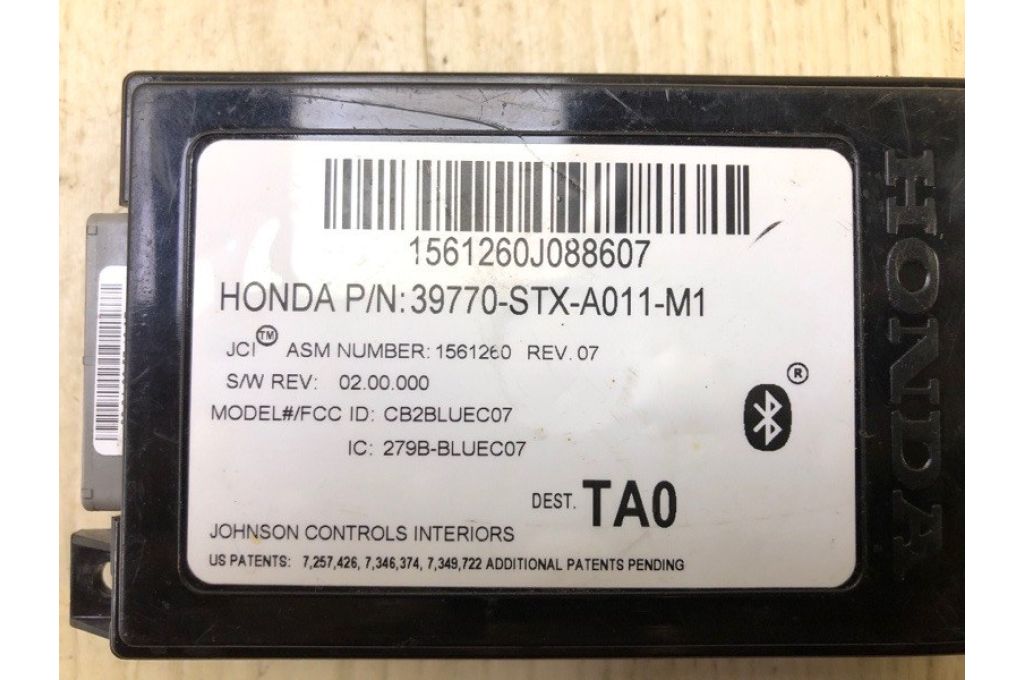 1561260J088607
HONDA P/N: 39770-STX-A011-M1
JCI™ ASM NUMBER: 1561260 REV. 07
S/W REV: 02.00.000
MODEL#/FCC ID: CB2BLUEC07
IC: 279B-BLUEC07
®
DEST. TA0
JOHNSON CONTROLS INTERIORS
US PATENTS: 7,257,426, 7,346,374, 7,349,722 ADDITIONAL PATENTS PENDING
HONDA